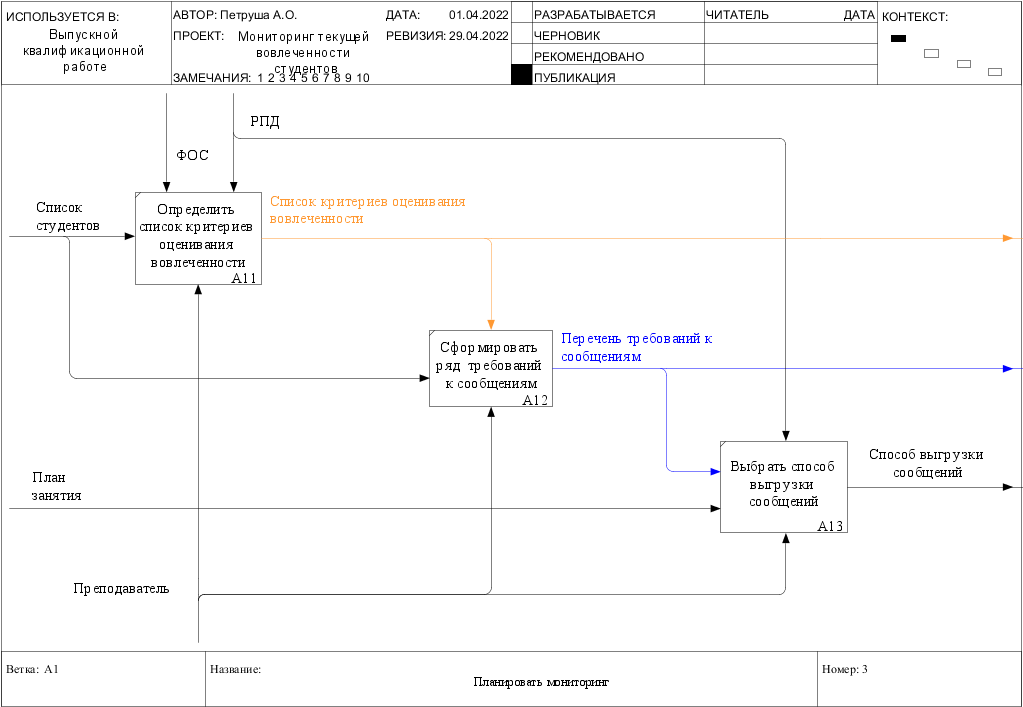 ИСПОЛЬЗУЕТСЯ В:
Выпускной
квалификационной
работе
АВТОР: Петруша А.О.
ДАТА: 01.04.2022
ПРОЕКТ: Мониторинг текущей
вовлеченности
студентов
РЕВИЗИЯ: 29.04.2022
ЗАМЕЧАНИЯ: 1 2 3 4 5 6 7 8 9 10
РАЗРАБАТЫВАЕТСЯ
ЧЕРНОВИК
РЕКОМЕНДОВАНО
ПУБЛИКАЦИЯ
ЧИТАТЕЛЬ
ДАТА
КОНТЕКСТ:
РПД
ФОС
Список
студентов
Определить
список критериев
оценивания
вовлеченности
A11
Список критериев оценивания
вовлеченности
Сформировать
ряд требований
к сообщениям
A12
Перечень требований к
сообщениям
Выбрать способ
выгрузки
сообщений
A13
Способ выгрузки
сообщений
План
занятия
Преподаватель
Ветка: A1
Название:
Планировать мониторинг
Номер: 3